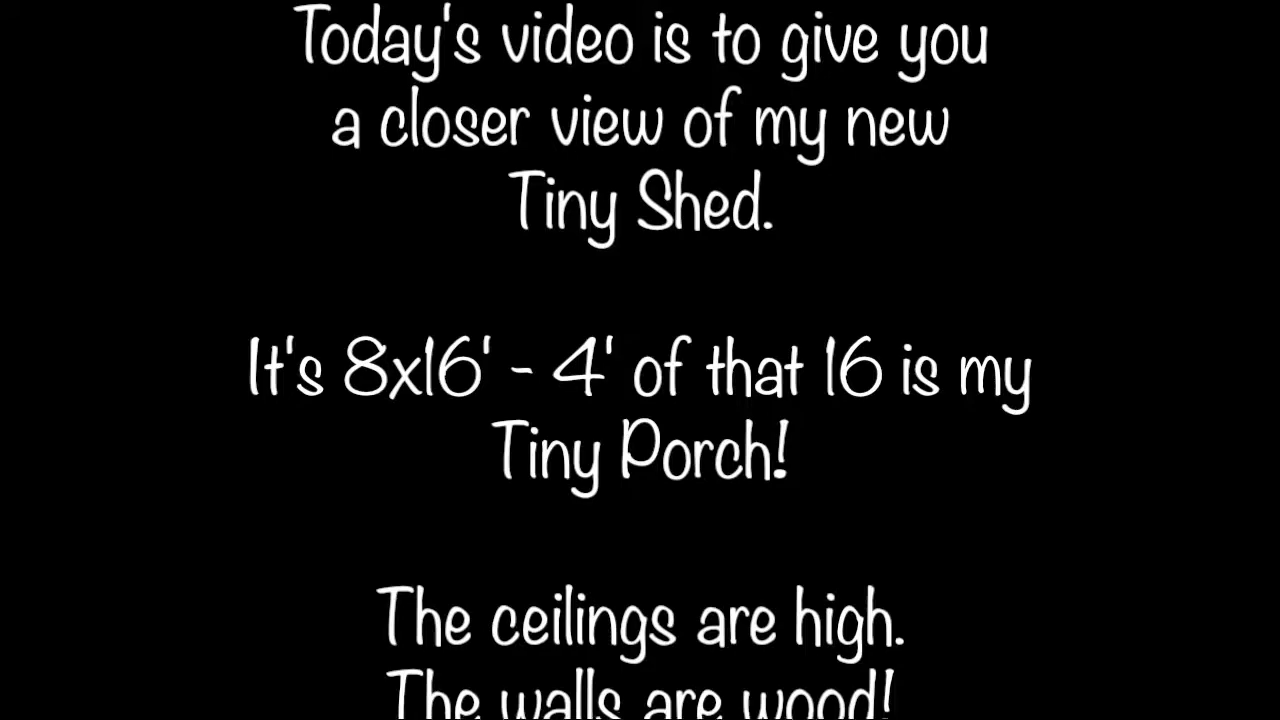 Today's video is to give you
a closer view of my new
Tiny Shed.
It's 8x16' - 4' of that 16 is my
Tiny Porch!
The ceilings are high.
The walls are wood!